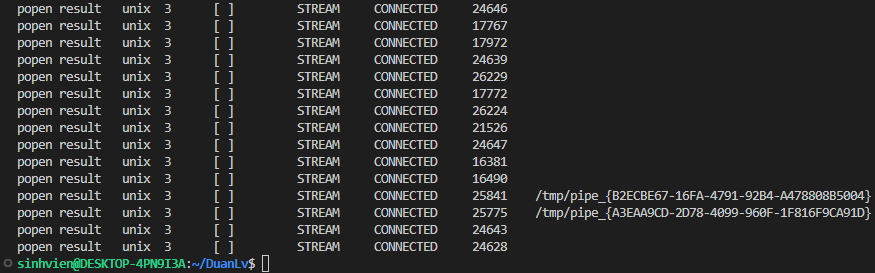 popen result   unix  3      [ ]         STREAM     CONNECTED     24646
popen result   unix  3      [ ]         STREAM     CONNECTED     17767
popen result   unix  3      [ ]         STREAM     CONNECTED     17972
popen result   unix  3      [ ]         STREAM     CONNECTED     24639
popen result   unix  3      [ ]         STREAM     CONNECTED     26229
popen result   unix  3      [ ]         STREAM     CONNECTED     17772
popen result   unix  3      [ ]         STREAM     CONNECTED     26224
popen result   unix  3      [ ]         STREAM     CONNECTED     21526
popen result   unix  3      [ ]         STREAM     CONNECTED     24647
popen result   unix  3      [ ]         STREAM     CONNECTED     16381
popen result   unix  3      [ ]         STREAM     CONNECTED     16490
popen result   unix  3      [ ]         STREAM     CONNECTED     25841    /tmp/pipe_{B2ECBE67-16FA-4791-92B4-A478808B5004}
popen result   unix  3      [ ]         STREAM     CONNECTED     25775    /tmp/pipe_{A3EAA9CD-2D78-4099-960F-1F816F9CA91D}
popen result   unix  3      [ ]         STREAM     CONNECTED     24643
popen result   unix  3      [ ]         STREAM     CONNECTED     24628
sinhvien@DESKTOP-4PN9I3A:~/DuanLv$